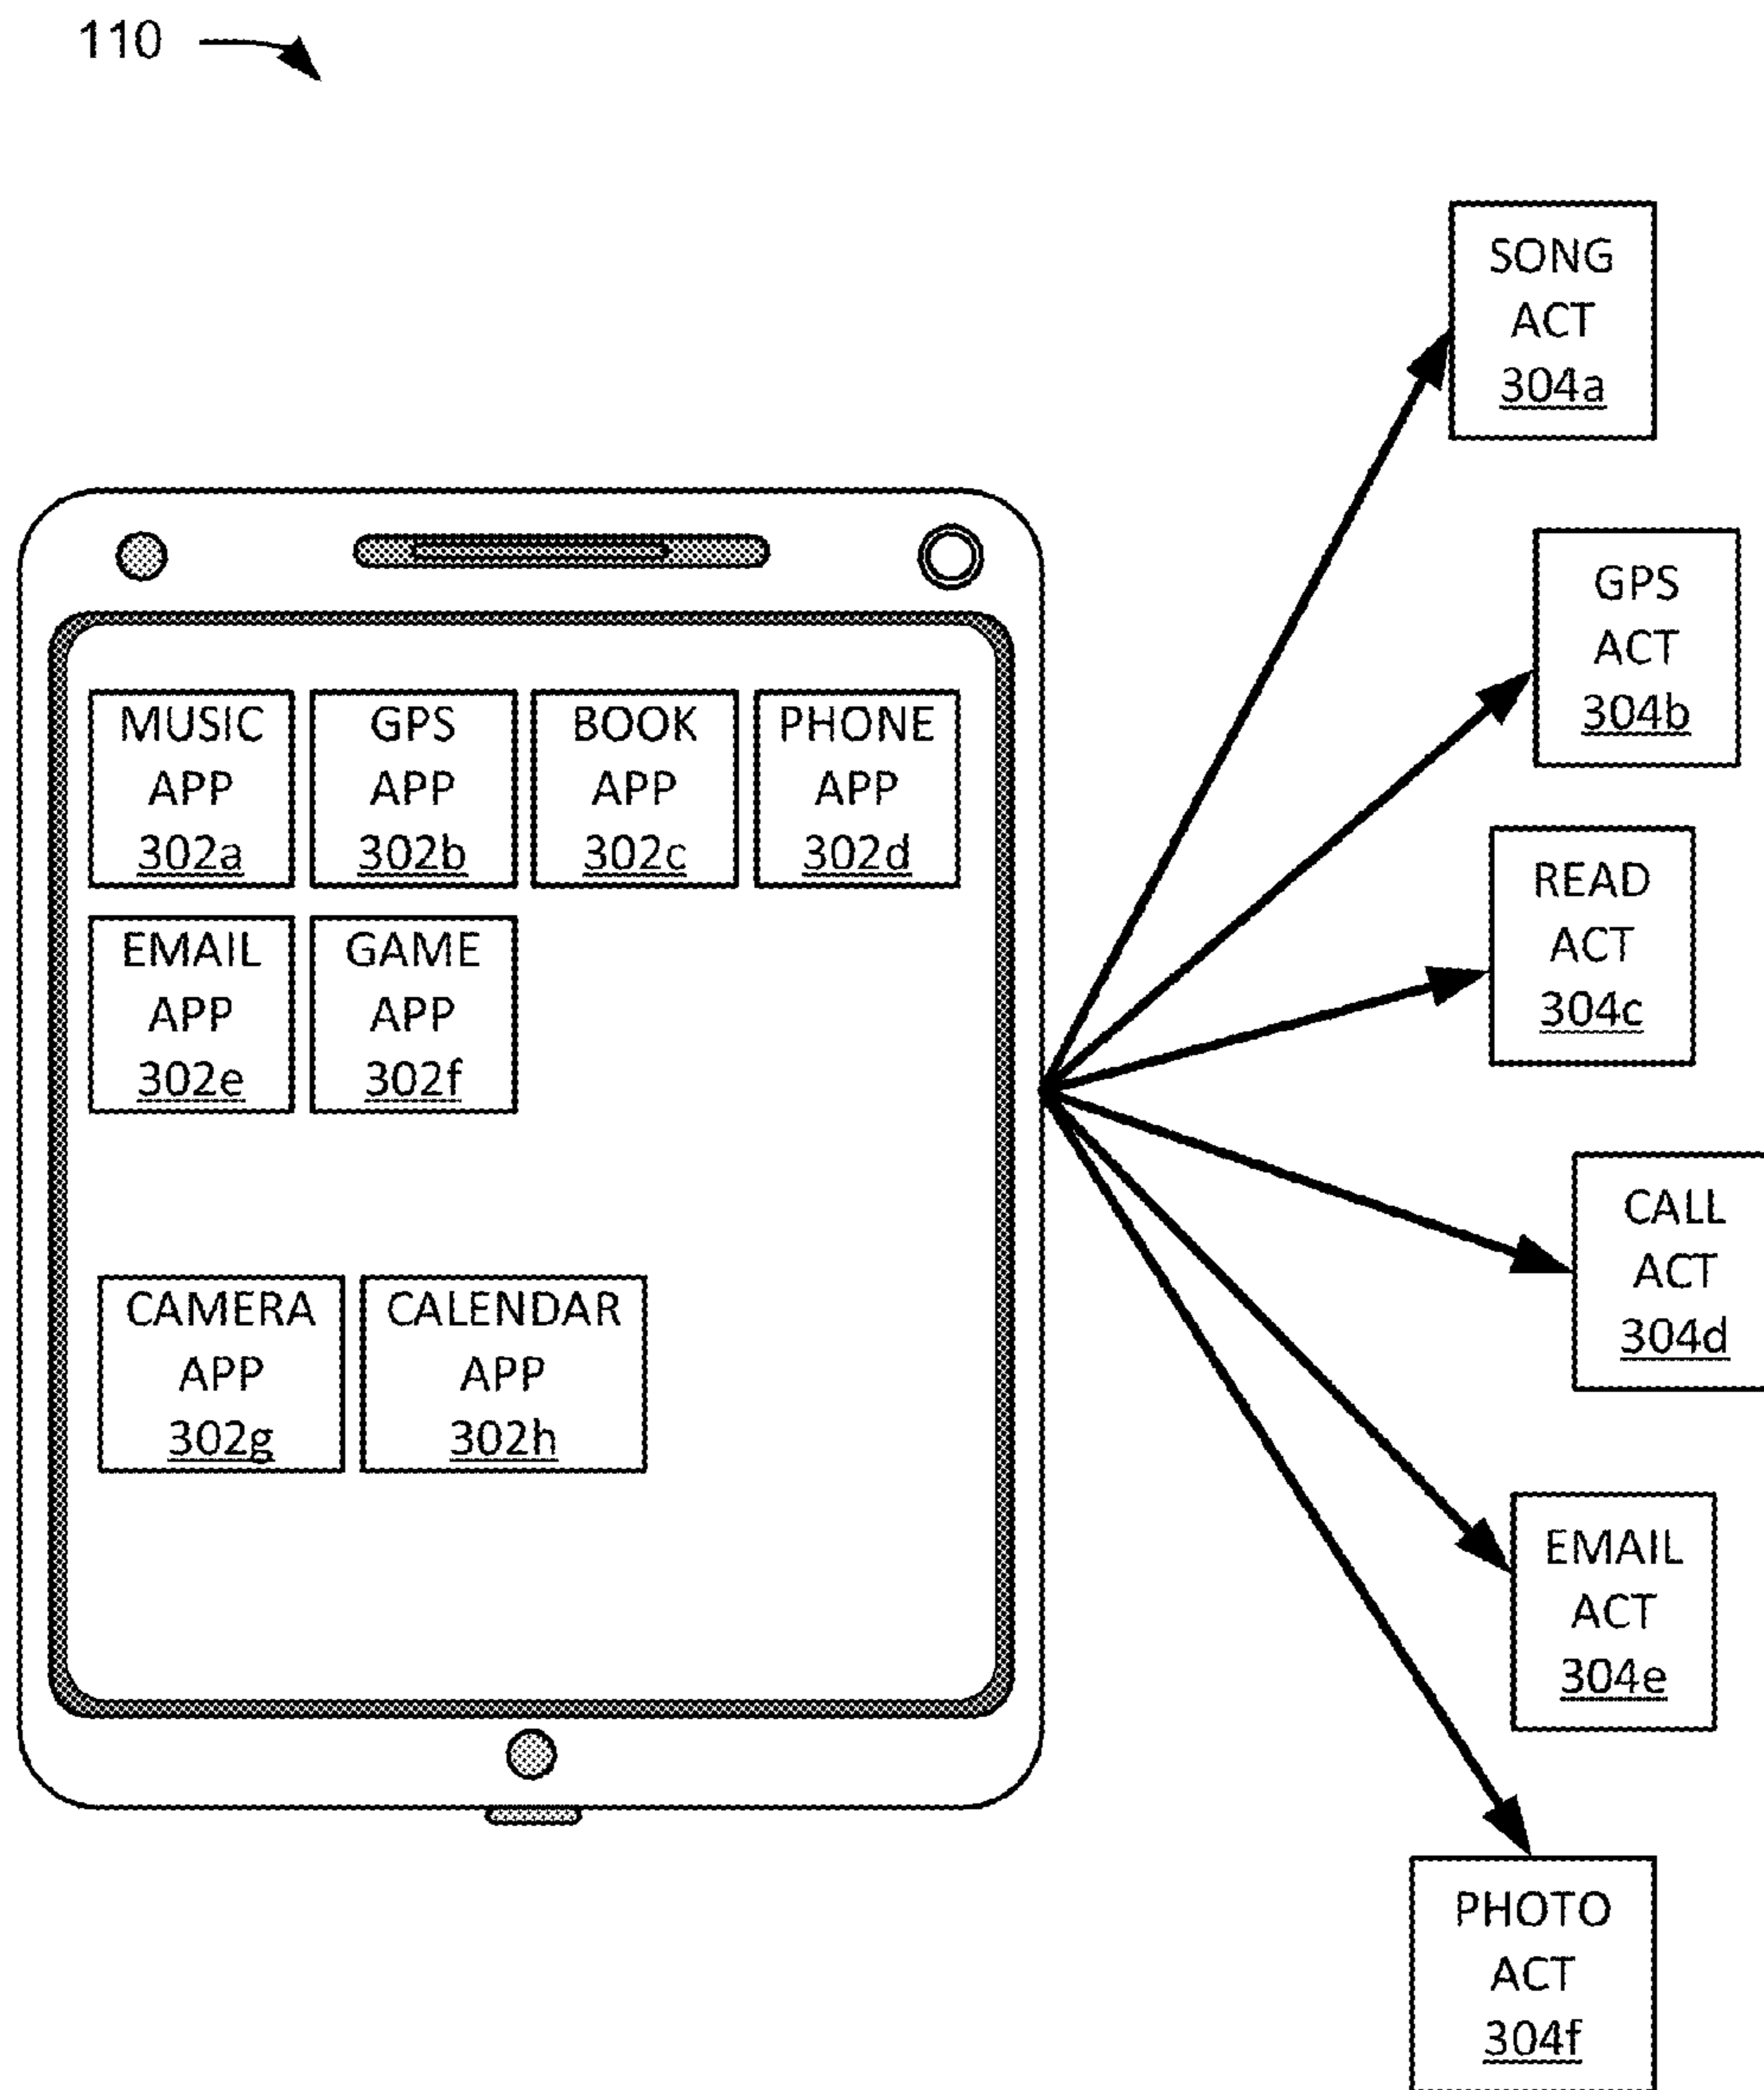 110
SONG
ACT
304a
GPS
ACT
304b
READ
ACT
304c
CALL
ACT
304d
EMAIL
ACT
304e
PHOTO
ACT
304f
MUSIC
APP
302a
GPS
APP
302b
BOOK
APP
302c
PHONE
APP
302d
EMAIL
APP
302e
GAME
APP
302f
CAMERA
APP
302g
CALENDAR
APP
302h